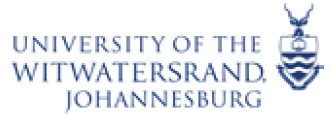 UNIVERSITY OF THE
WITWATERSRAND,
JOHANNESBURG